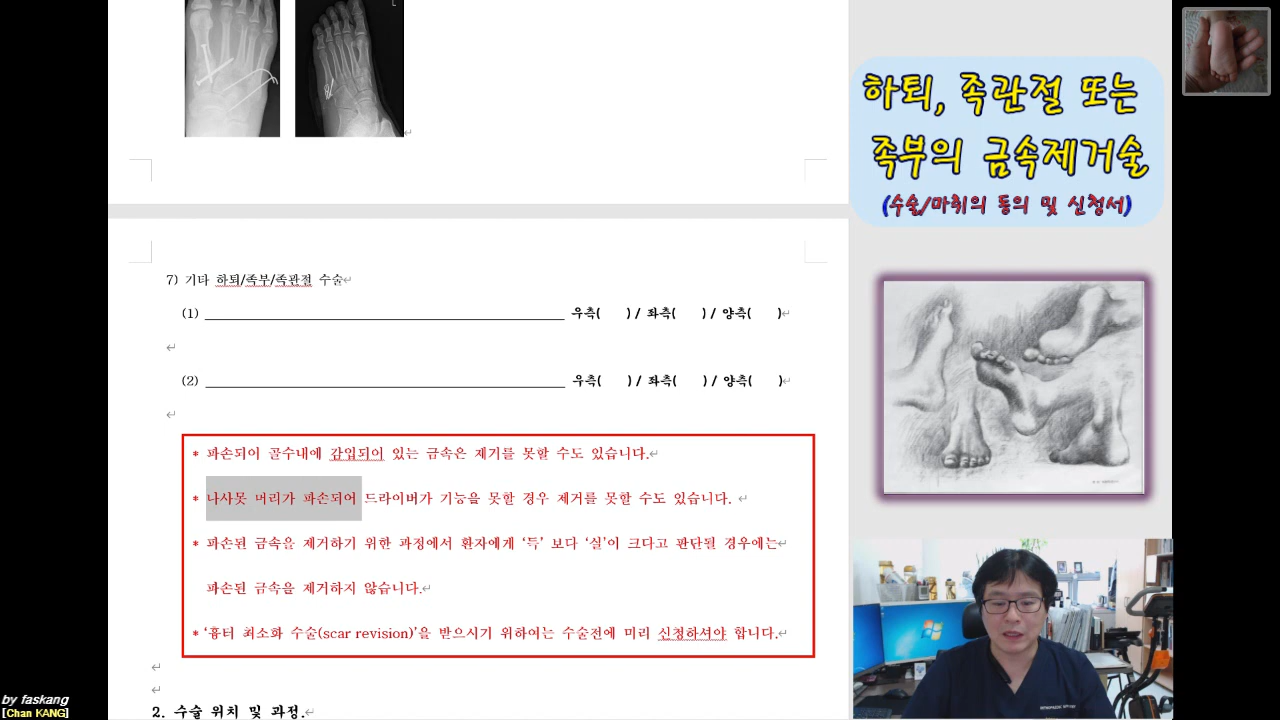 하퇴, 족관절 또는
족부의 금속제거술
(수술/마취의 동의 및 신청서)
7) 기타 하퇴/족부/족관절 수술
(1) 우측( ) / 좌측( ) / 양측( )
(2) 우측( ) / 좌측( ) / 양측( )
* 파손되어 골수내에 감입되이 있는 금속은 제거를 못할 수도 있습니다.
* 나사못 머리가 파손되어 드라이버가 기능을 못할 경우 제거를 못할 수도 있습니다.
* 파손된 금속을 제거하기 위한 과정에서 환자에게 ‘득’ 보다 ‘실’이 크다고 판단될 경우에는
파손된 금속을 제거하지 않습니다.
* ‘흉터 최소화 수술(scar revision)’을 받으시기 위하여는 수술전에 미리 신청하셔야 합니다.
2. 수술 위치 및 과정.
by faskang
[Chan KANG]